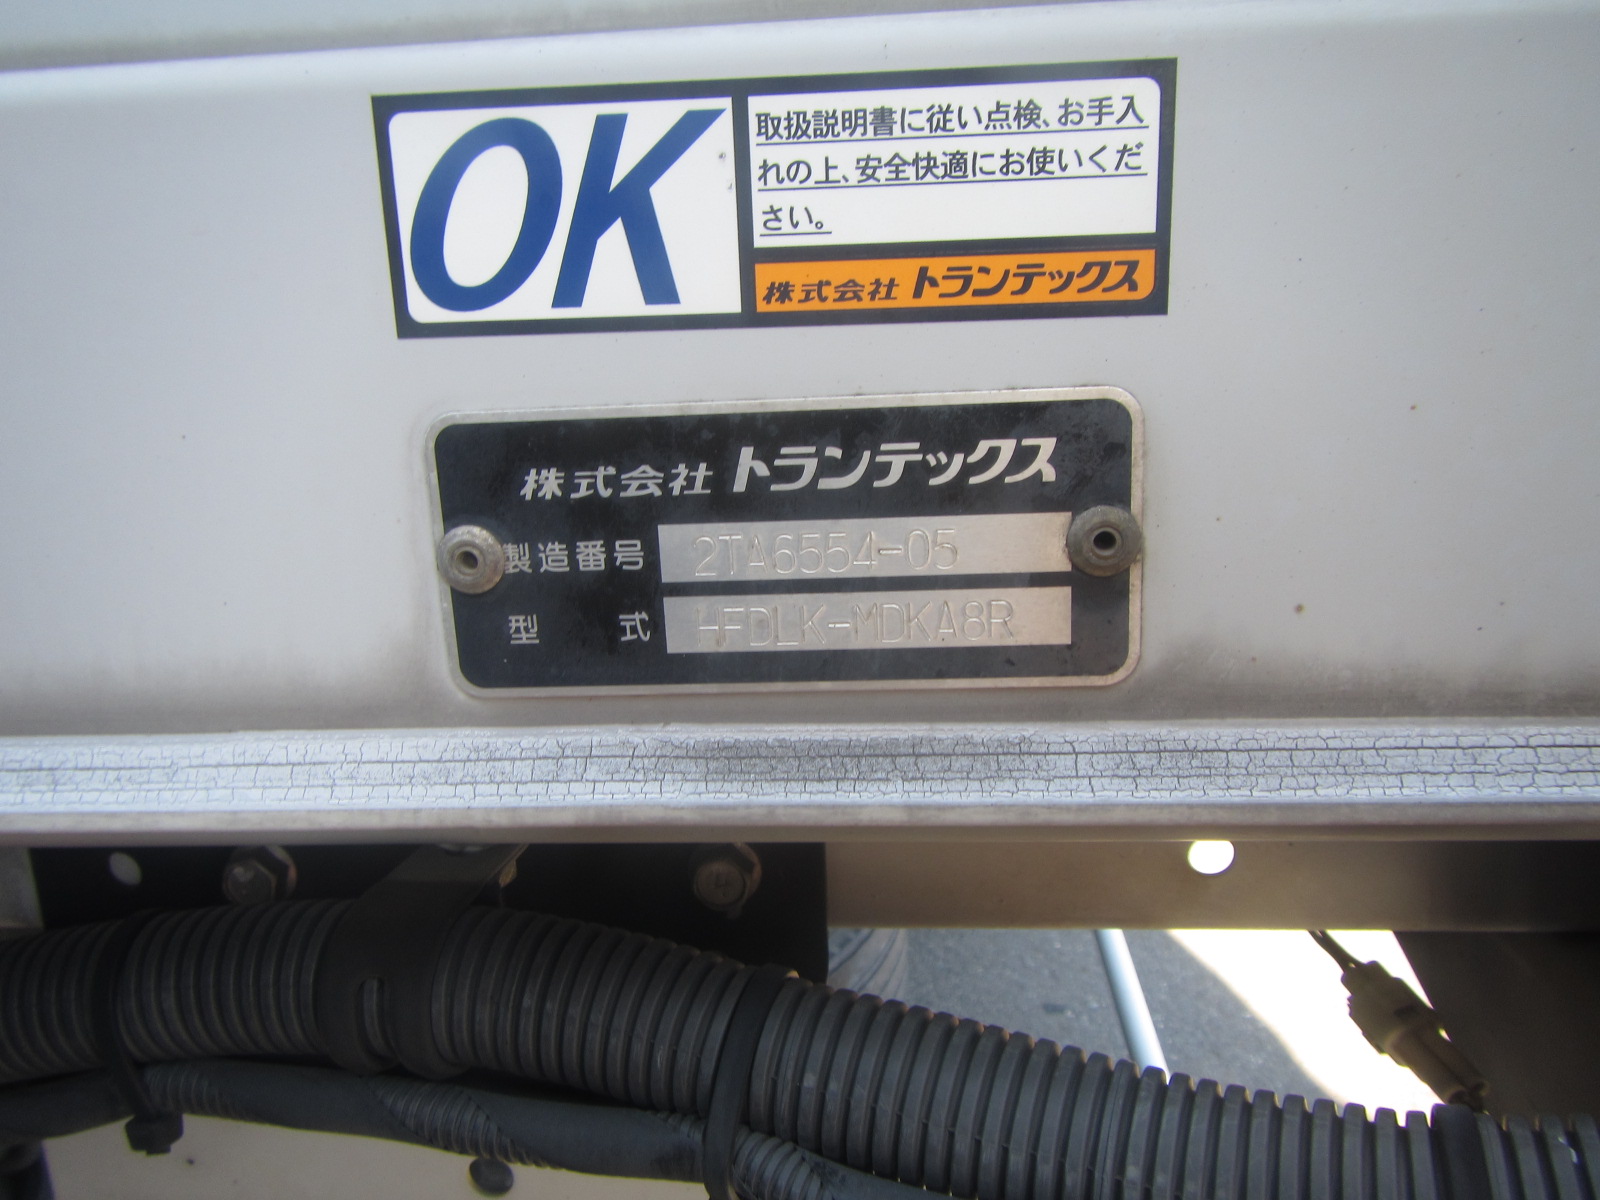 OK
取扱説明書に従い点検、お手入
れの上、安全快適にお使いくだ
さい。
株式会社 トランテックス
株式会社 トランテックス
製造番号 2TA6554-05
型 式 HFDLK-MDKA8R